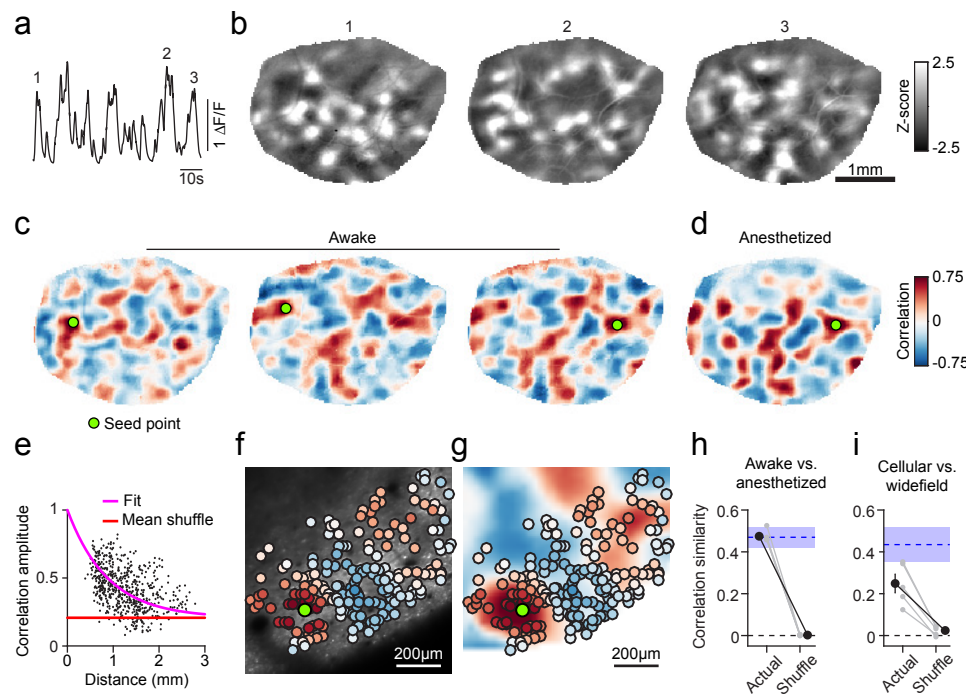 a
1
2
3
1 ΔF/F
10s
b
1
2
3
2.5
Z-score
-2.5
1mm
c
Awake
d
Anesthetized
0.75
Correlation
0
-0.75
Seed point
e
Fit
Mean shuffle
Correlation amplitude
1
0.5
0
0
1
2
3
Distance (mm)
f
200μm
g
200μm
h
Awake vs.
anesthetized
Correlation similarity
0.6
0.4
0.2
0
Actual
Shuffle
i
Cellular vs.
widefield
0.6
0.4
0.2
0
Actual
Shuffle